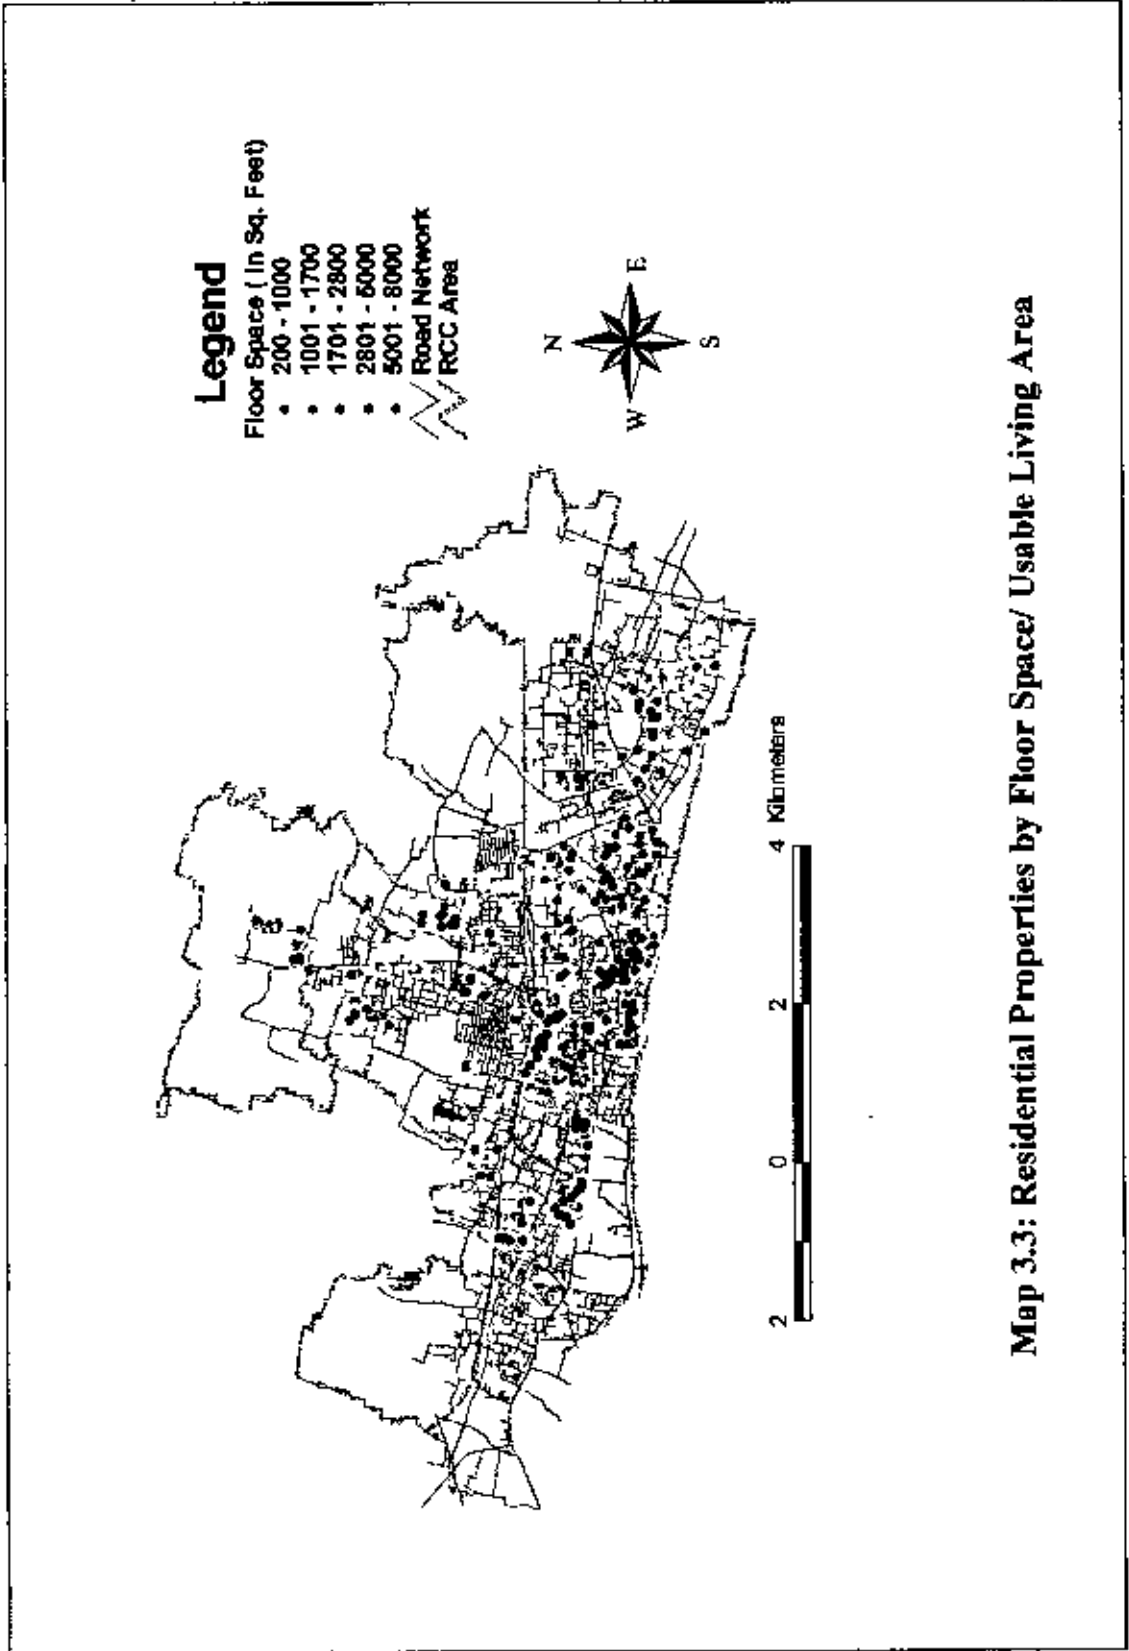 Legend
Floor Space ( In Sq. Feet)
200 - 1000
1001 - 1700
1701 - 2800
2801 - 5000
5001 - 8000
Road Network
RCC Area
N
W E
S
2 0 2 4 Kilometers
Map 3.3: Residential Properties by Floor Space/ Usable Living Area